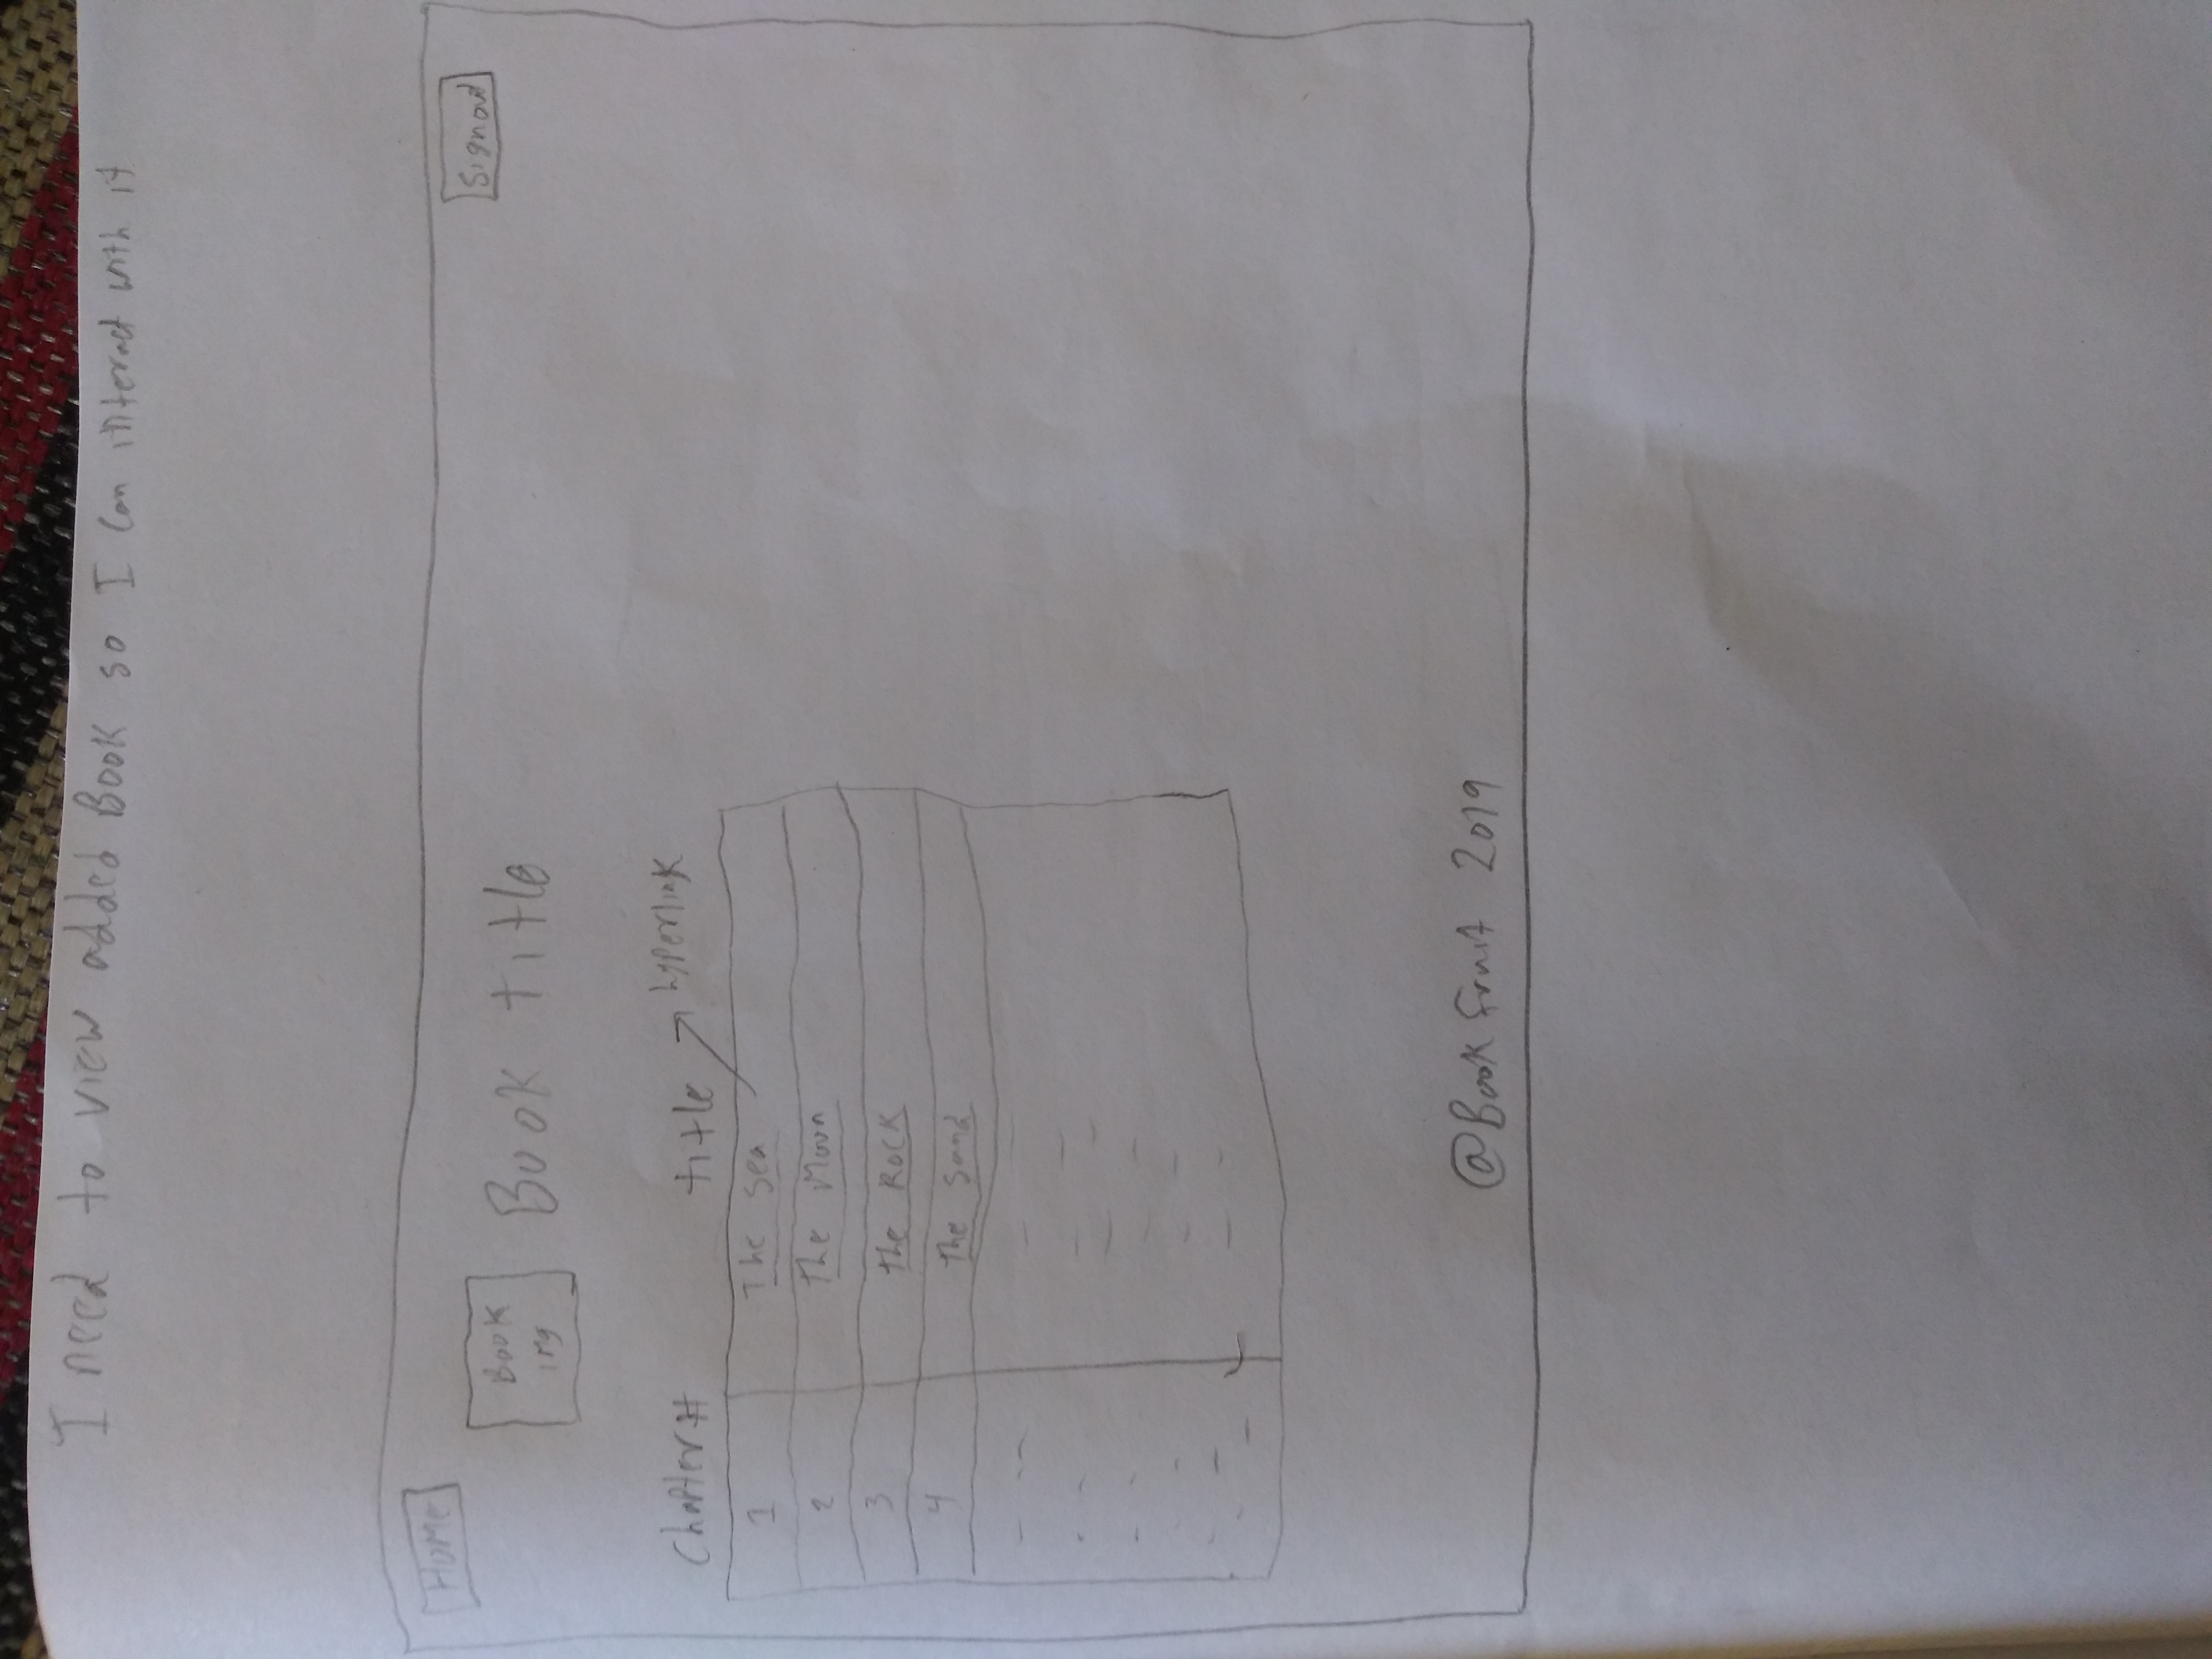 I need to view added Book so I can interact with it
Home
Signout
Book
img
Book title
Chapter# title hyperlink
1 The Sea
2 The Moon
3 the Rock
4 The Sand
@Book fruit 2019